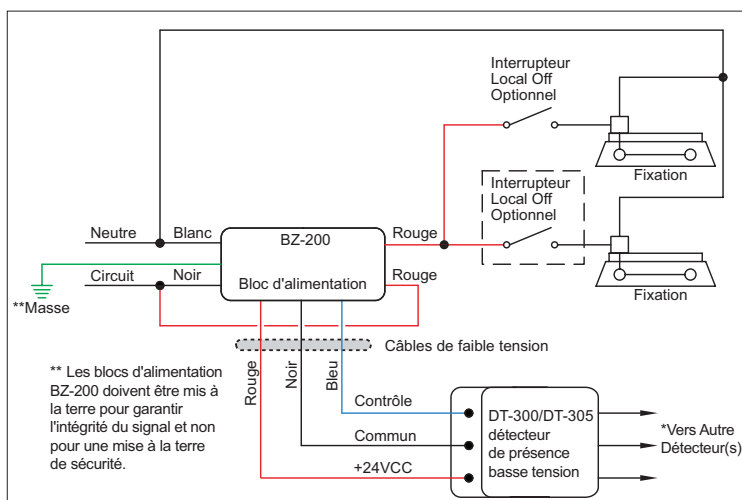 Interrupteur
Local Off
Optionnel
Fixation
Interrupteur
Local Off
Optionnel
Neutre
Blanc
BZ-200
Rouge
Circuit
Noir
Bloc d'alimentation
Rouge
Fixation
**Masse
Câbles de faible tension
Rouge
Noir
Bleu
** Les blocs d'alimentation
BZ-200 doivent être mis à
la terre pour garantir
l'intégrité du signal et non
pour une mise à la terre
de sécurité.
Contrôle
Commun
+24VCC
DT-300/DT-305
détecteur
de présence
basse tension
*Vers Autre
Détecteur(s)